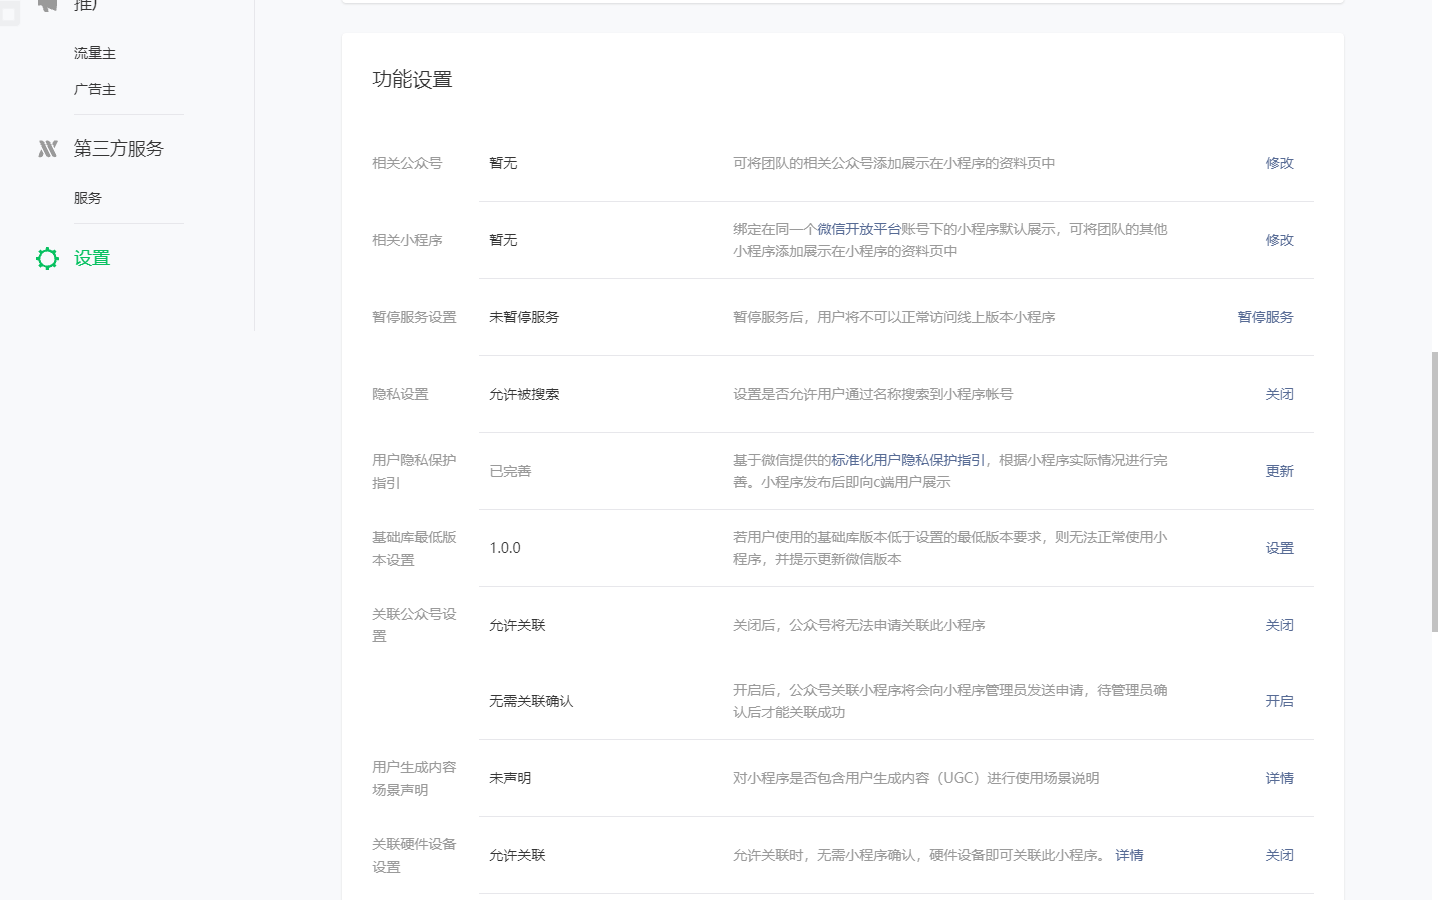 推广
流量主
广告主
第三方服务
服务
设置
功能设置
相关公众号
暂无
可将团队的相关公众号添加展示在小程序的资料页中
修改
相关小程序
暂无
绑定在同一个微信开放平台账号下的小程序默认展示，可将团队的其他
小程序添加展示在小程序的资料页中
修改
暂停服务设置
未暂停服务
暂停服务后，用户将不可以正常访问线上版本小程序
暂停服务
隐私设置
允许被搜索
设置是否允许用户通过名称搜索到小程序帐号
关闭
用户隐私保护
指引
已完善
基于微信提供的标准化用户隐私保护指引，根据小程序实际情况进行完
善。小程序发布后即向c端用户展示
更新
基础库最低版
本设置
1.0.0
若用户使用的基础库版本低于设置的最低版本要求，则无法正常使用小
程序，并提示更新微信版本
设置
关联公众号设
置
允许关联
关闭后，公众号将无法申请关联此小程序
关闭
无需关联确认
开启后，公众号关联小程序将会向小程序管理员发送申请，待管理员确
认后才能关联成功
开启
用户生成内容
场景声明
未声明
对小程序是否包含用户生成内容（UGC）进行使用场景说明
详情
关联硬件设备
设置
允许关联
允许关联时，无需小程序确认，硬件设备即可关联此小程序。 详情
关闭